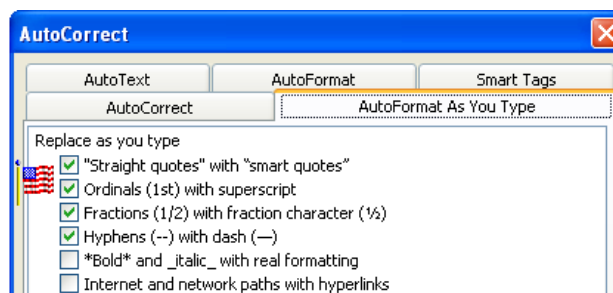 AutoCorrect
AutoText AutoFormat Smart Tags
AutoCorrect AutoFormat As You Type
Replace as you type
"Straight quotes" with “smart quotes”
Ordinals (1st) with superscript
Fractions (1/2) with fraction character (½)
Hyphens (--) with dash (—)
*Bold* and _italic_ with real formatting
Internet and network paths with hyperlinks